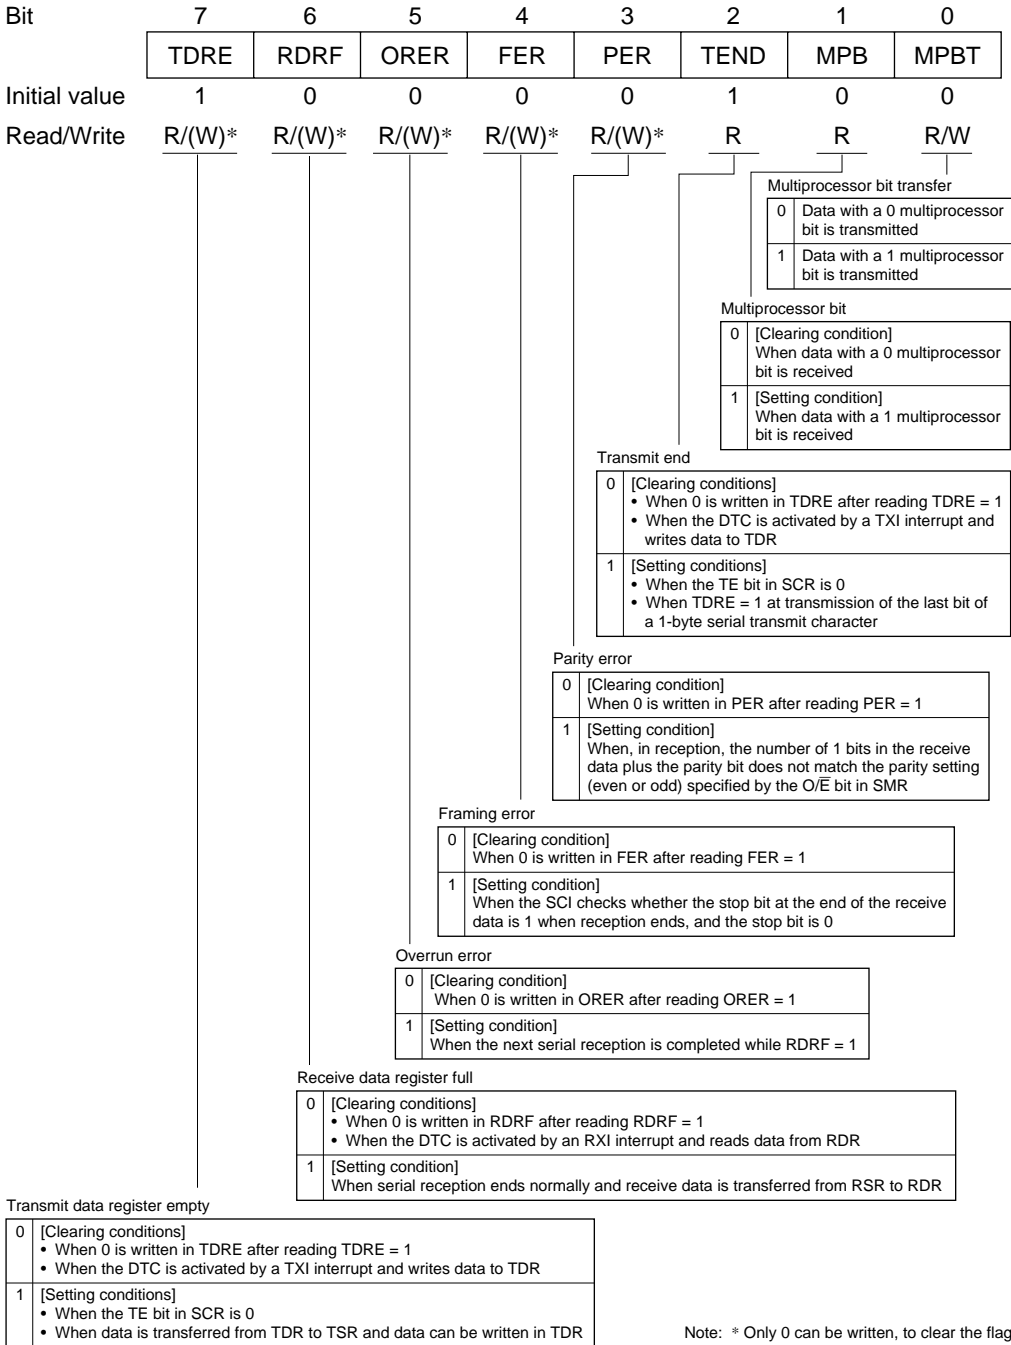 Bit 7 6 5 4 3 2 1 0
TDRE RDRF ORER FER PER TEND MPB MPBT
Initial value 1 0 0 0 0 1 0 0
Read/Write R/(W)* R/(W)* R/(W)* R/(W)* R/(W)* R R R/W
Multiprocessor bit transfer
0 Data with a 0 multiprocessor
bit is transmitted
1 Data with a 1 multiprocessor
bit is transmitted
Multiprocessor bit
0 [Clearing condition]
When data with a 0 multiprocessor
bit is received
1 [Setting condition]
When data with a 1 multiprocessor
bit is received
Transmit end
0 [Clearing conditions]
• When 0 is written in TDRE after reading TDRE = 1
• When the DTC is activated by a TXI interrupt and
writes data to TDR
1 [Setting conditions]
• When the TE bit in SCR is 0
• When TDRE = 1 at transmission of the last bit of
a 1-byte serial transmit character
Parity error
0 [Clearing condition]
When 0 is written in PER after reading PER = 1
1 [Setting condition]
When, in reception, the number of 1 bits in the receive
data plus the parity bit does not match the parity setting
(even or odd) specified by the O/E̅ bit in SMR
Framing error
0 [Clearing condition]
When 0 is written in FER after reading FER = 1
1 [Setting condition]
When the SCI checks whether the stop bit at the end of the receive
data is 1 when reception ends, and the stop bit is 0
Overrun error
0 [Clearing condition]
When 0 is written in ORER after reading ORER = 1
1 [Setting condition]
When the next serial reception is completed while RDRF = 1
Receive data register full
0 [Clearing conditions]
• When 0 is written in RDRF after reading RDRF = 1
• When the DTC is activated by an RXI interrupt and reads data from RDR
1 [Setting condition]
When serial reception ends normally and receive data is transferred from RSR to RDR
Transmit data register empty
0 [Clearing conditions]
• When 0 is written in TDRE after reading TDRE = 1
• When the DTC is activated by a TXI interrupt and writes data to TDR
1 [Setting conditions]
• When the TE bit in SCR is 0
• When data is transferred from TDR to TSR and data can be written in TDR
Note: * Only 0 can be written, to clear the flag